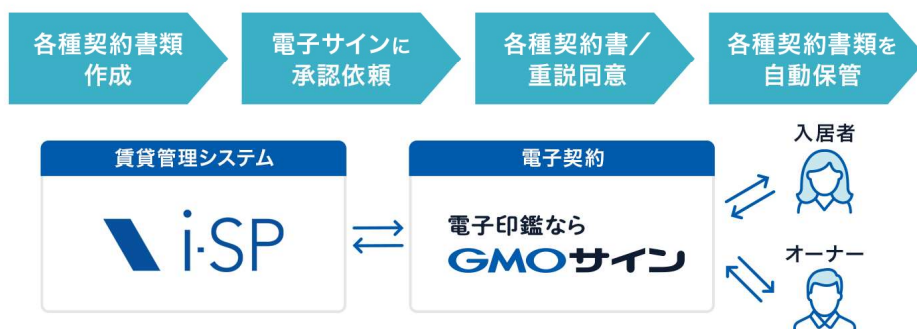 各種契約書類
作成
電子サインに
承認依頼
各種契約書／
重説同意
各種契約書類を
自動保管
賃貸管理システム
i-SP
電子契約
電子印鑑なら
GMOサイン
入居者
オーナー